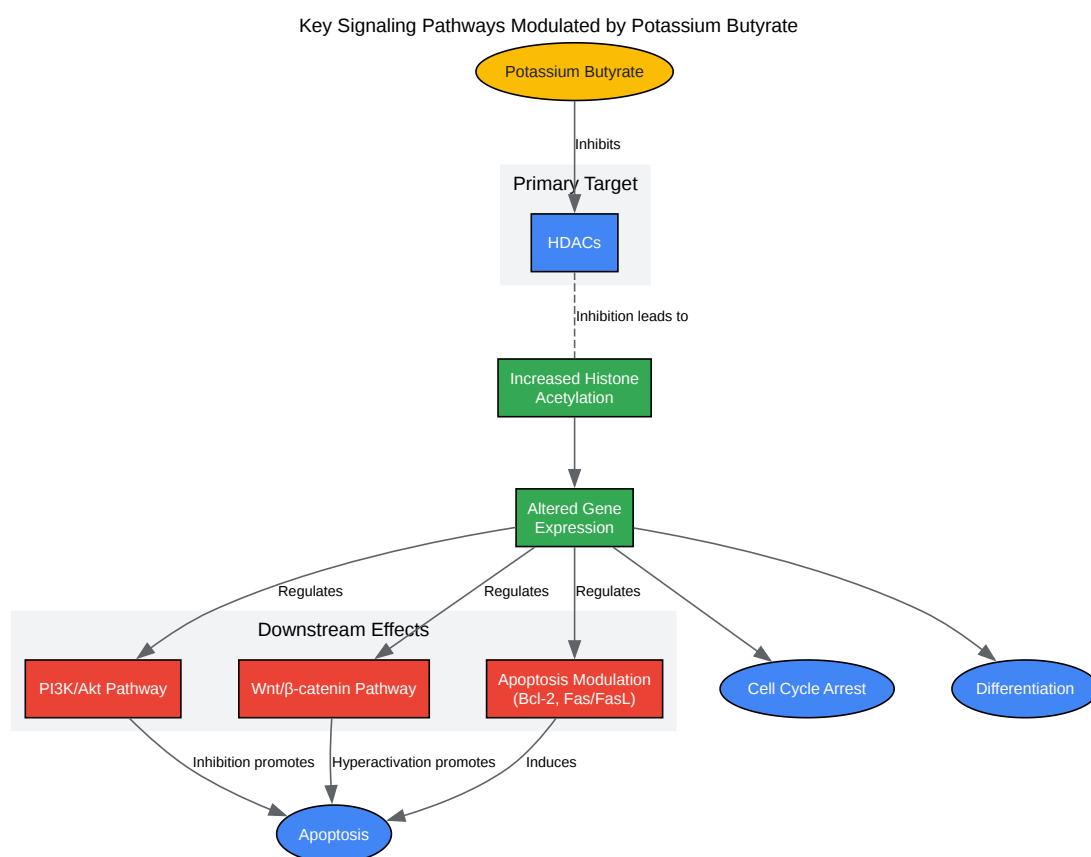 Key Signaling Pathways Modulated by Potassium Butyrate
Potassium Butyrate
Inhibits
Primary Target
HDACs
Inhibition leads to
Increased Histone
Acetylation
Altered Gene
Expression
Regulates
Regulates
Regulates
Downstream Effects
PI3K/Akt Pathway
Wnt/β-catenin Pathway
Apoptosis Modulation
(Bcl-2, Fas/FasL)
Cell Cycle Arrest
Differentiation
Inhibition promotes
Hyperactivation promotes
Induces
Apoptosis